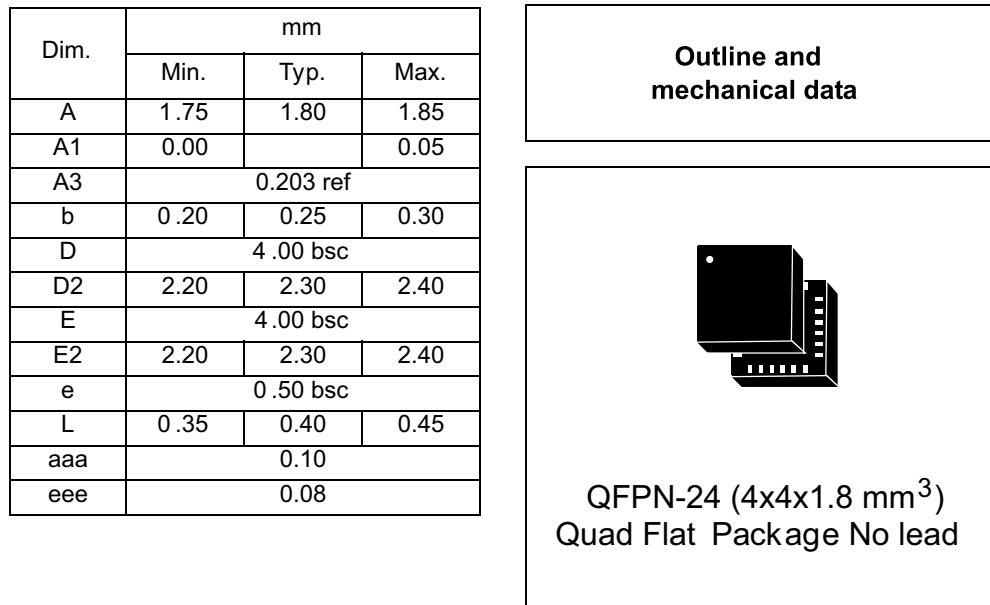 Dim. mm
Min. Typ. Max.
A 1.75 1.80 1.85
A1 0.00 0.05
A3 0.203 ref
b 0.20 0.25 0.30
D 4.00 bsc
D2 2.20 2.30 2.40
E 4.00 bsc
E2 2.20 2.30 2.40
e 0.50 bsc
L 0.35 0.40 0.45
aaa 0.10
eee 0.08
Outline and
mechanical data
QFPN-24 (4x4x1.8 mm³)
Quad Flat Package No lead